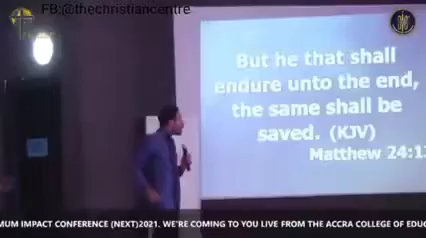 FB:@thechristiancentre
But he that shall
endure unto the end,
the same shall be
saved. (KJV)
Matthew 24:13
MUM IMPACT CONFERENCE (NEXT)2021. WE'RE COMING TO YOU LIVE FROM THE ACCRA COLLEGE OF EDUC